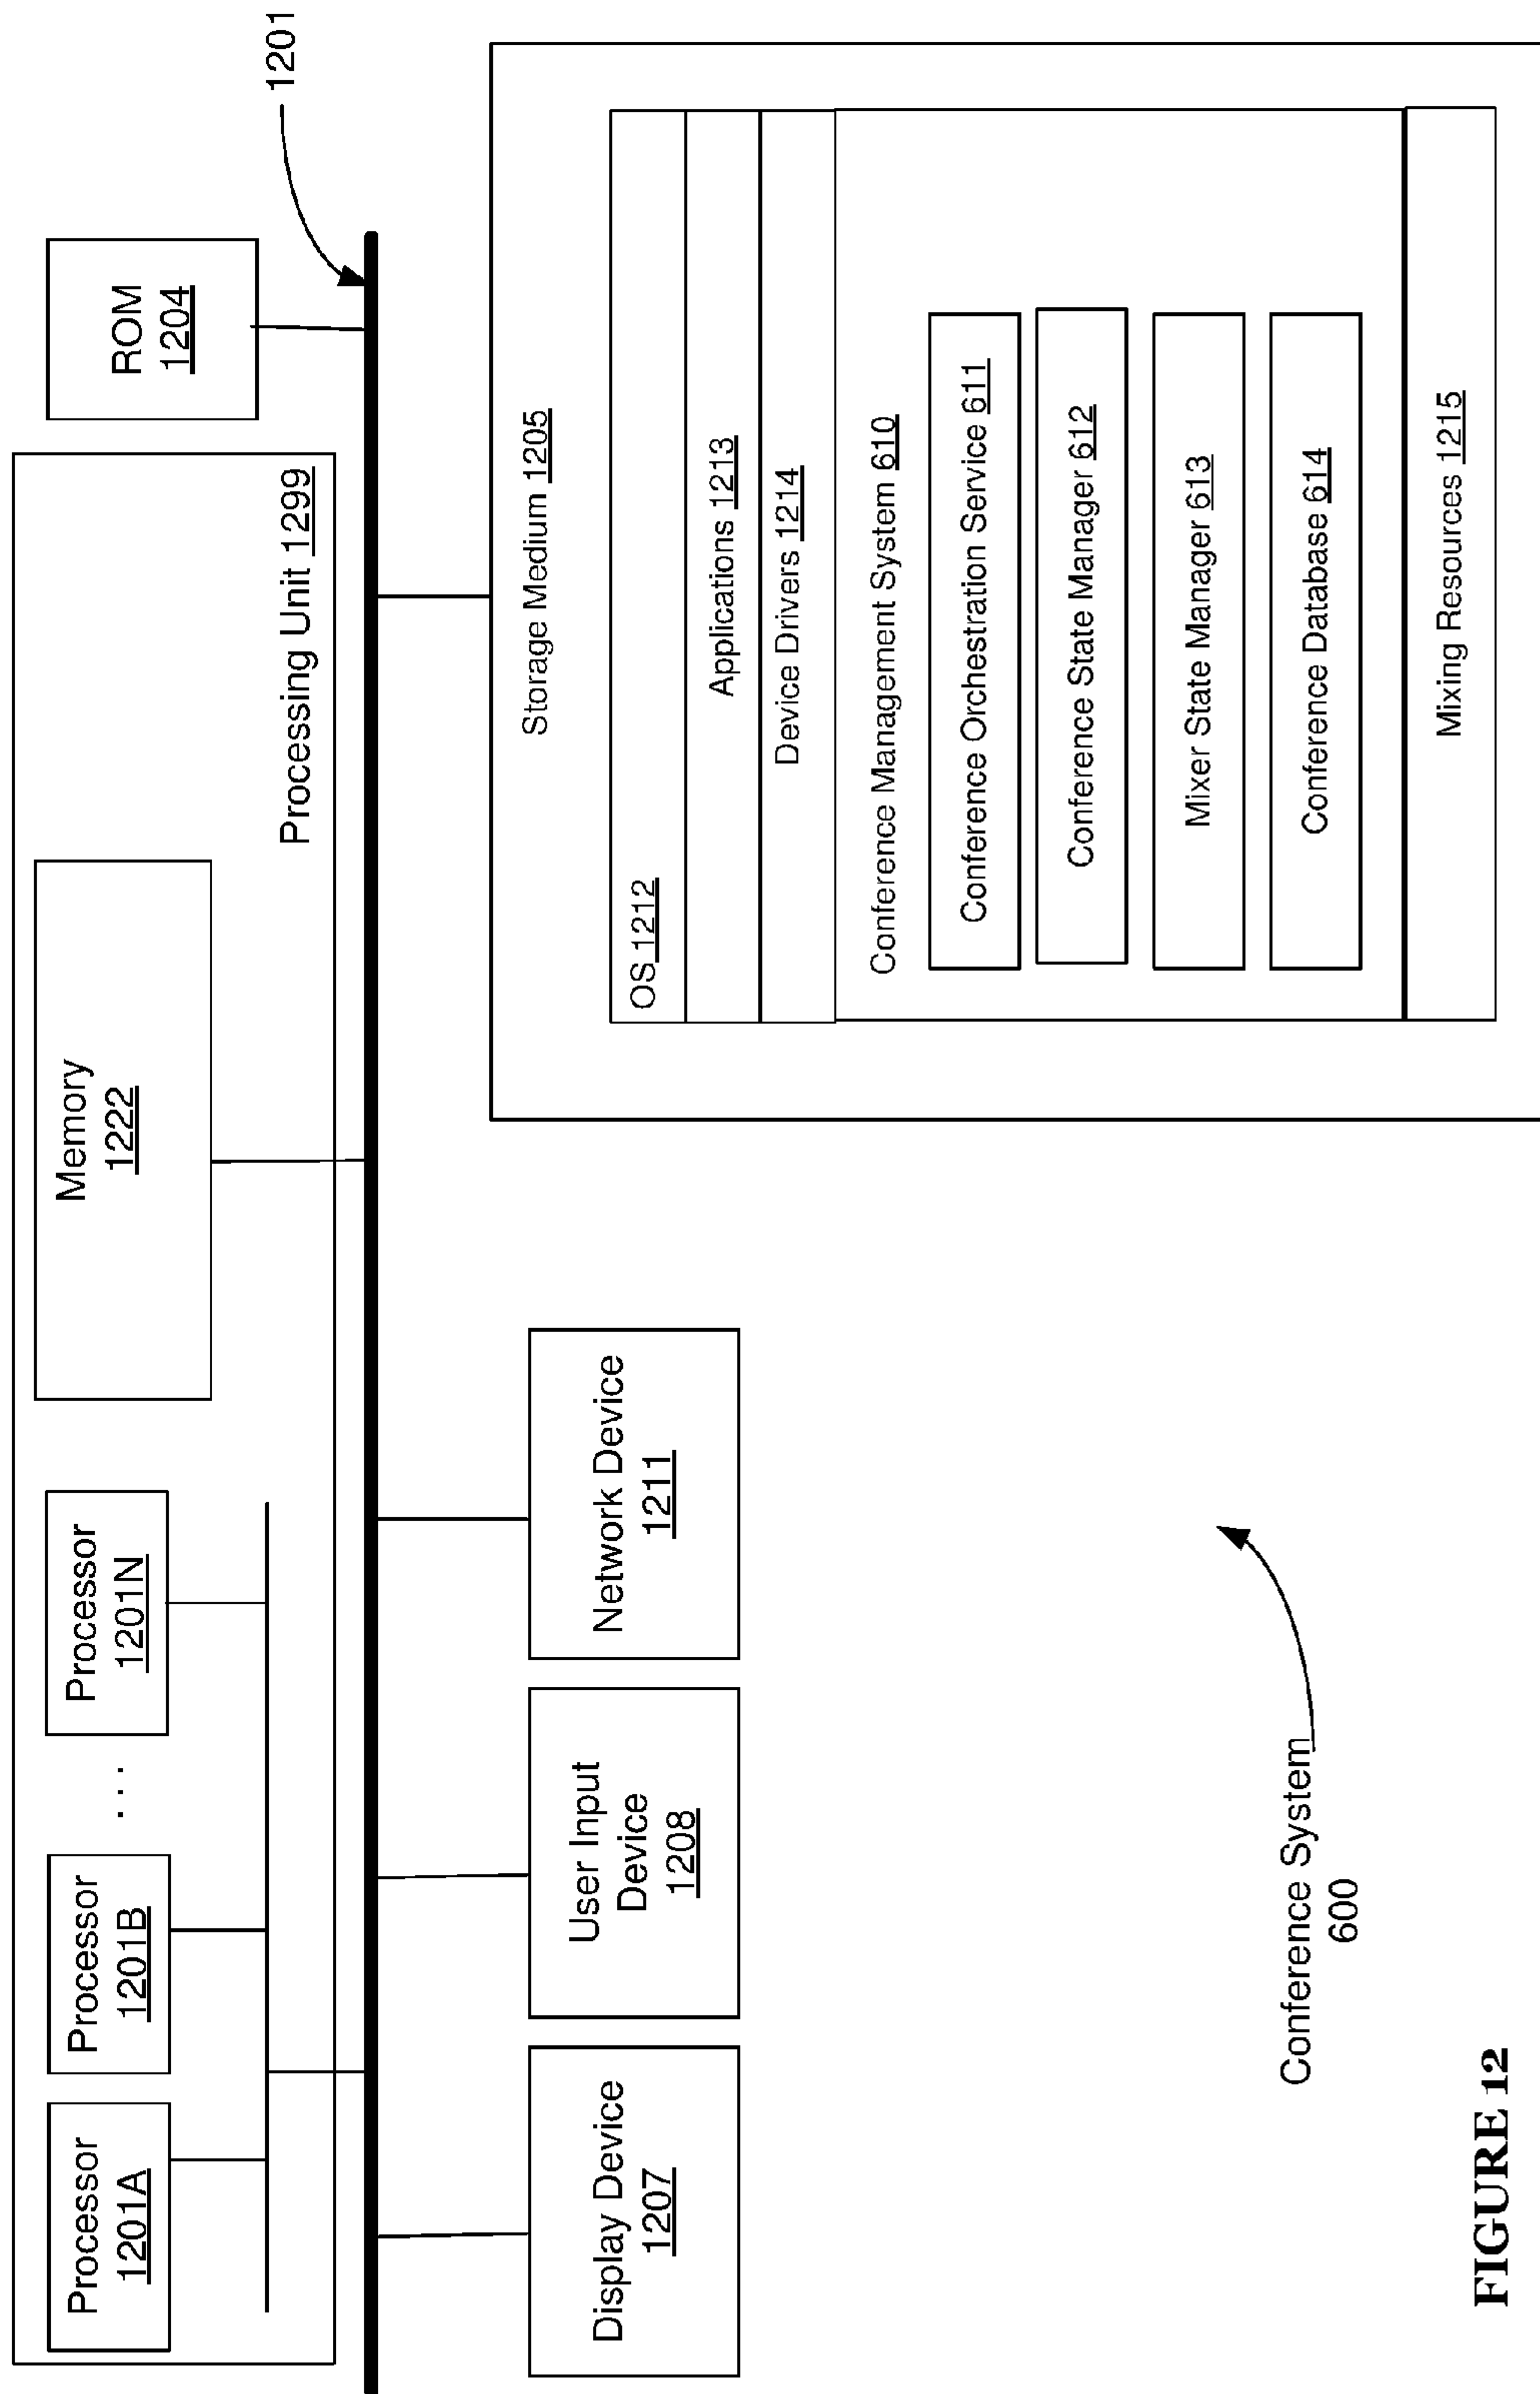 Processor
1201A
Processor
1201B
. . .
Processor
1201N
Memory
1222
Processing Unit 1299
ROM
1204
1201
Display Device
1207
User Input
Device
1208
Network Device
1211
Storage Medium 1205
OS 1212
Applications 1213
Device Drivers 1214
Conference Management System 610
Conference Orchestration Service 611
Conference State Manager 612
Mixer State Manager 613
Conference Database 614
Mixing Resources 1215
Conference System
600
FIGURE 12